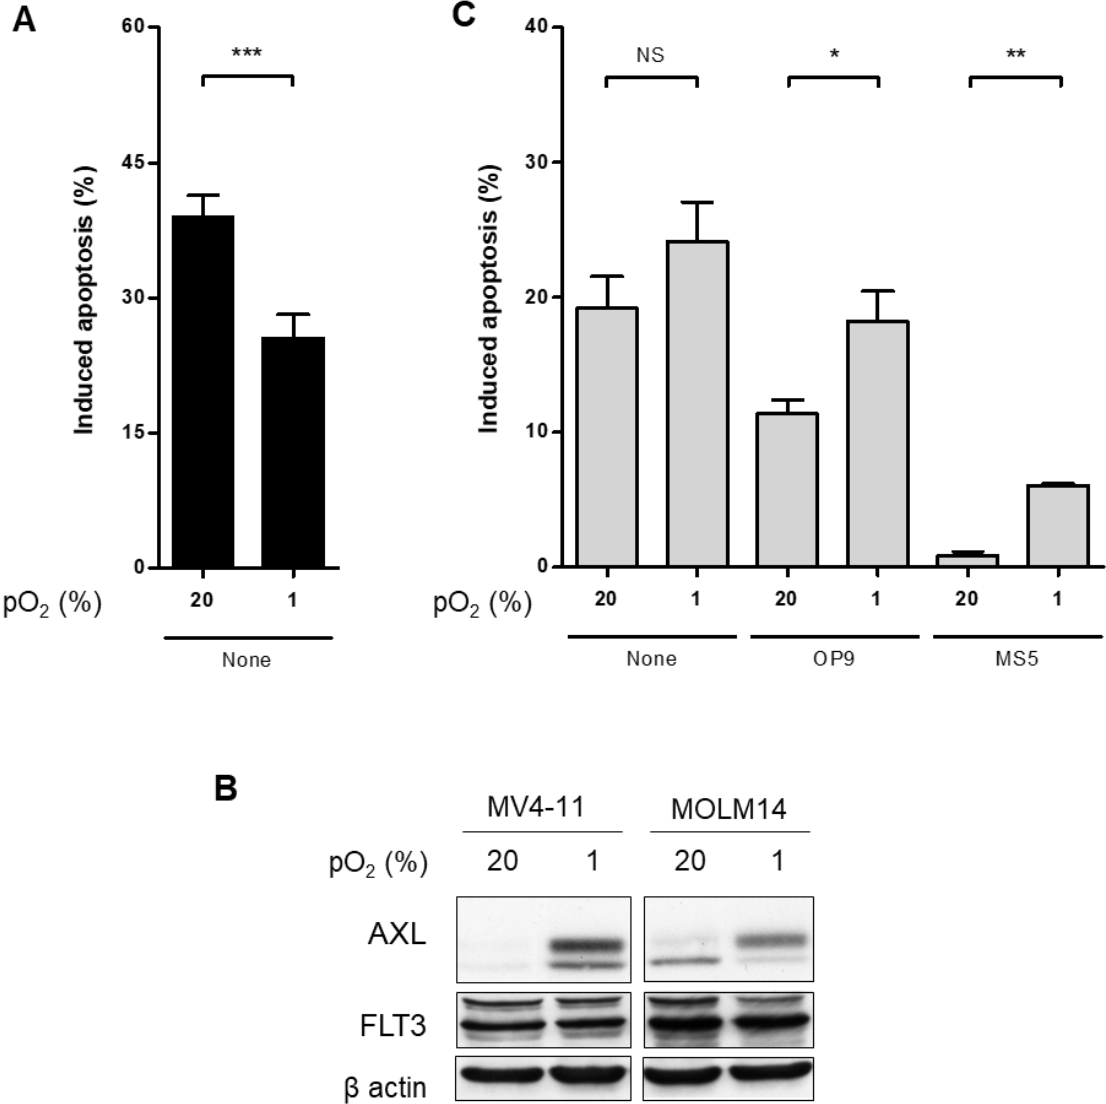 A
60
45
30
15
0
Induced apoptosis (%)
***
pO2 (%)
20 1
None
C
40
30
20
10
0
Induced apoptosis (%)
NS * **
pO2 (%)
20 1 20 1 20 1
None OP9 MS5
B
MV4-11 MOLM14
pO2 (%) 20 1 20 1
AXL
FLT3
β actin